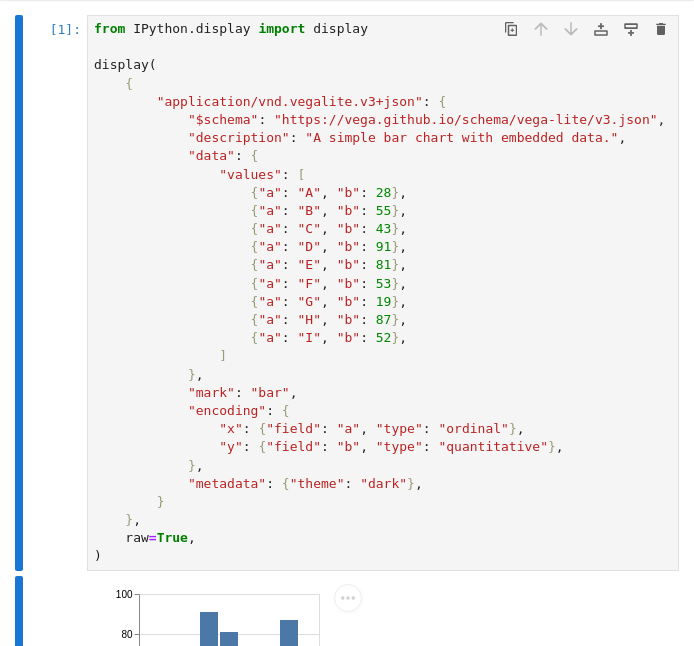 [1]: from IPython.display import display
display(
    {
        "application/vnd.vegalite.v3+json": {
            "$schema": "https://vega.github.io/schema/vega-lite/v3.json",
            "description": "A simple bar chart with embedded data.",
            "data": {
                "values": [
                    {"a": "A", "b": 28},
                    {"a": "B", "b": 55},
                    {"a": "C", "b": 43},
                    {"a": "D", "b": 91},
                    {"a": "E", "b": 81},
                    {"a": "F", "b": 53},
                    {"a": "G", "b": 19},
                    {"a": "H", "b": 87},
                    {"a": "I", "b": 52},
                ]
            },
            "mark": "bar",
            "encoding": {
                "x": {"field": "a", "type": "ordinal"},
                "y": {"field": "b", "type": "quantitative"},
            },
            "metadata": {"theme": "dark"},
        }
    },
    raw=True,
)
100
80